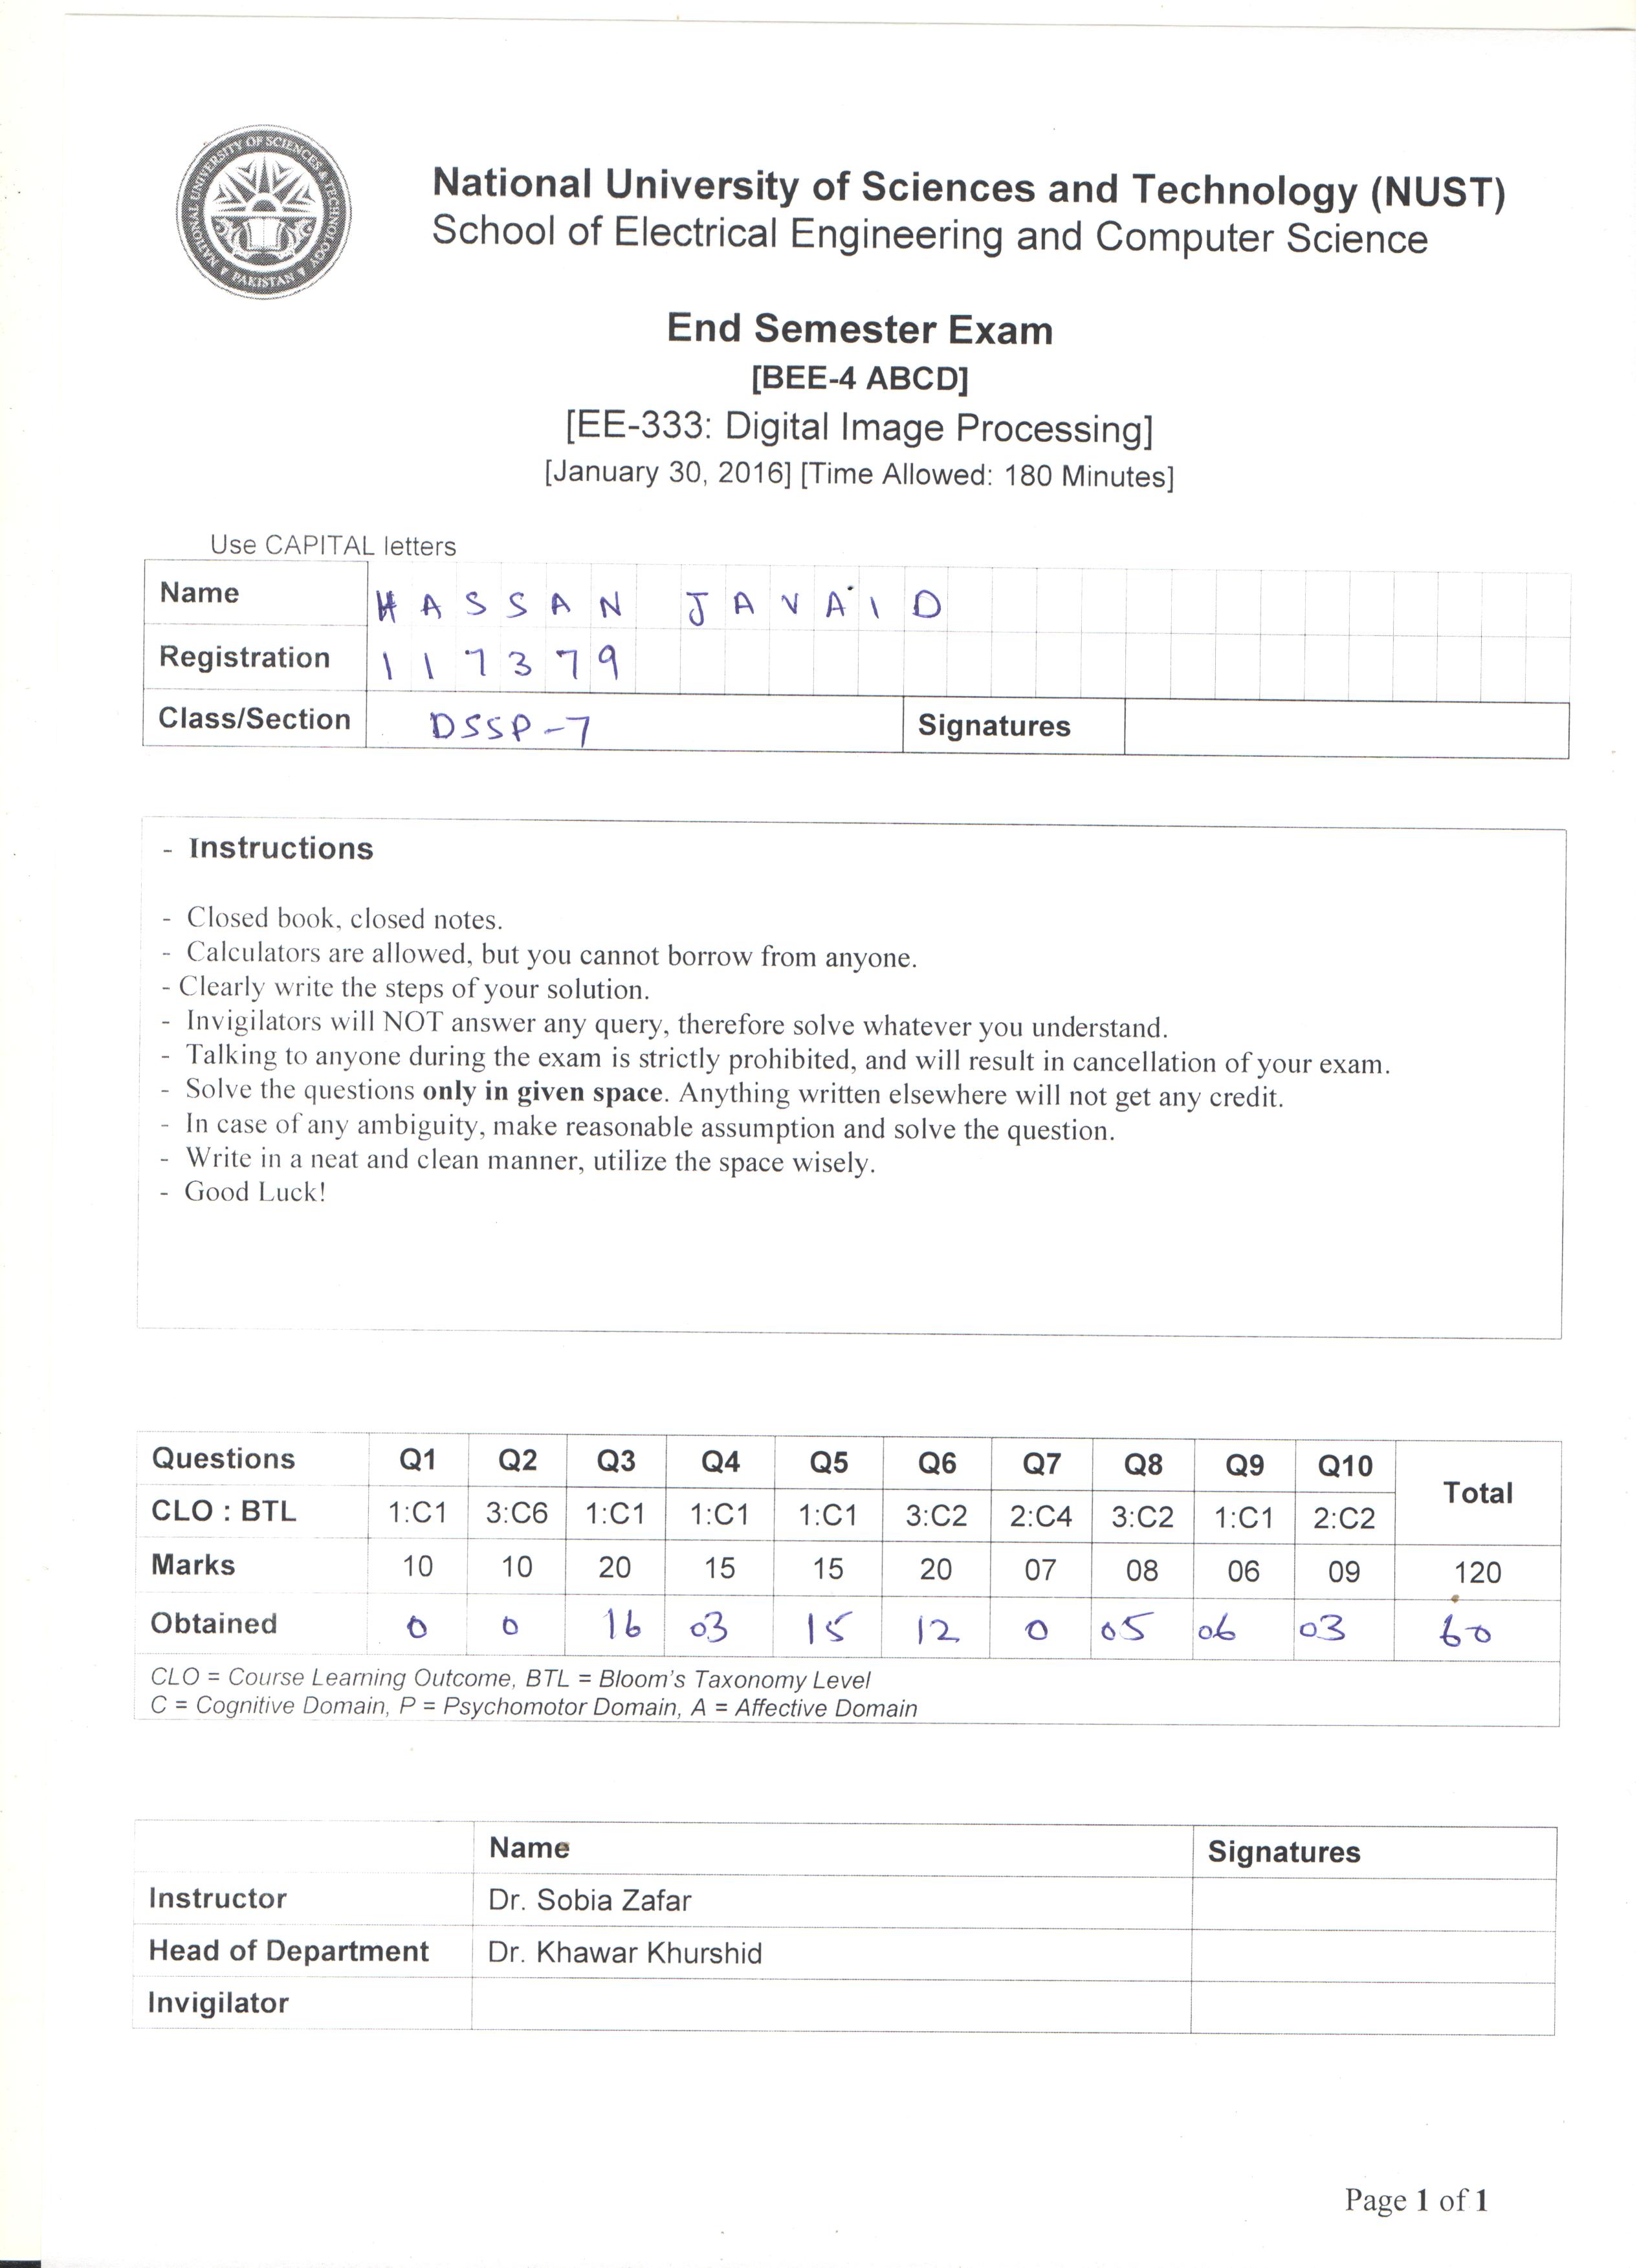 NATIONAL UNIVERSITY OF SCIENCES & TECHNOLOGY
PAKISTAN
National University of Sciences and Technology (NUST)
School of Electrical Engineering and Computer Science
End Semester Exam
[BEE-4 ABCD]
[EE-333: Digital Image Processing]
[January 30, 2016] [Time Allowed: 180 Minutes]
Use CAPITAL letters
Name HASSAN JAVAID
Registration 117379
Class/Section DSSP-7 Signatures
- Instructions
- Closed book, closed notes.
- Calculators are allowed, but you cannot borrow from anyone.
- Clearly write the steps of your solution.
- Invigilators will NOT answer any query, therefore solve whatever you understand.
- Talking to anyone during the exam is strictly prohibited, and will result in cancellation of your exam.
- Solve the questions only in given space. Anything written elsewhere will not get any credit.
- In case of any ambiguity, make reasonable assumption and solve the question.
- Write in a neat and clean manner, utilize the space wisely.
- Good Luck!
Questions Q1 Q2 Q3 Q4 Q5 Q6 Q7 Q8 Q9 Q10 Total
CLO : BTL 1:C1 3:C6 1:C1 1:C1 1:C1 3:C2 2:C4 3:C2 1:C1 2:C2
Marks 10 10 20 15 15 20 07 08 06 09 120
Obtained 0 0 16 03 15 12 0 05 06 03 60
CLO = Course Learning Outcome, BTL = Bloom's Taxonomy Level
C = Cognitive Domain, P = Psychomotor Domain, A = Affective Domain
Name Signatures
Instructor Dr. Sobia Zafar
Head of Department Dr. Khawar Khurshid
Invigilator
Page 1 of 1